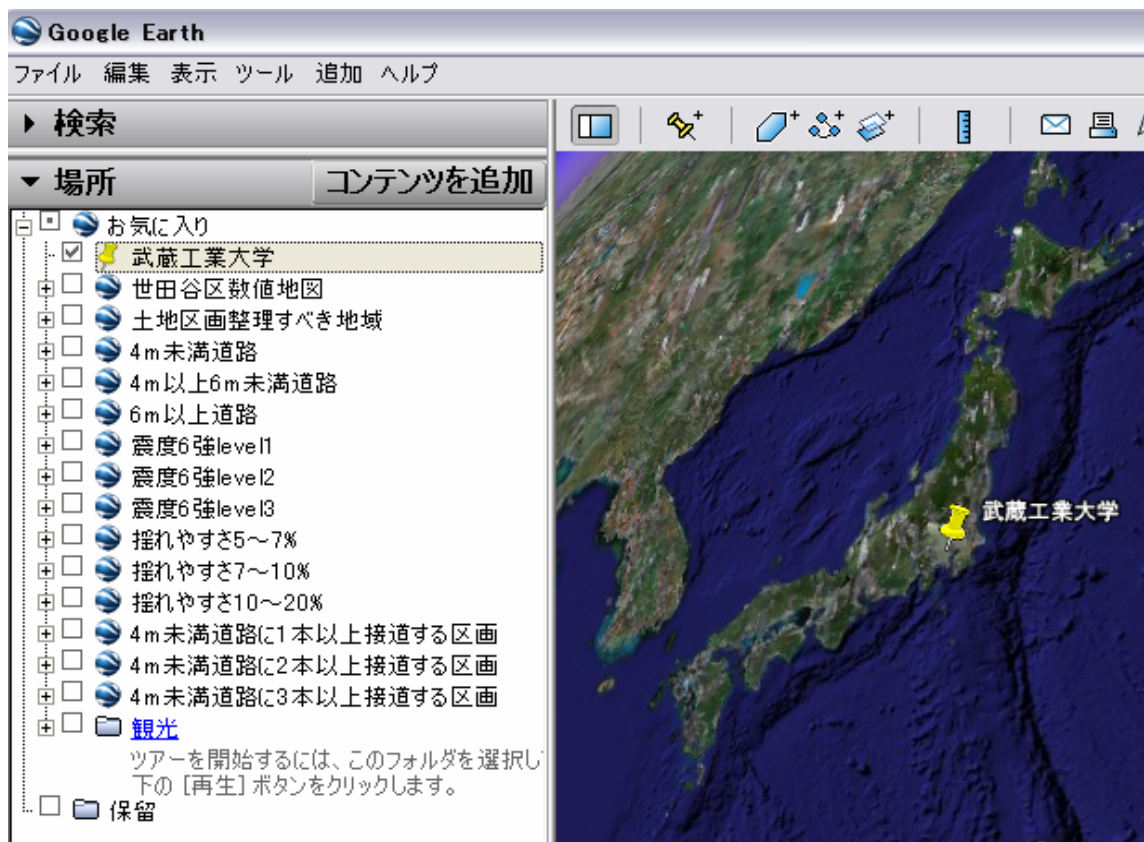 Google Earth
ファイル 編集 表示 ツール 追加 ヘルプ
検索
場所 コンテンツを追加
お気に入り
武蔵工業大学
世田谷区数値地図
土地区画整理すべき地域
4m未満道路
4m以上6m未満道路
6m以上道路
震度6強level1
震度6強level2
震度6強level3
揺れやすさ5～7%
揺れやすさ7～10%
揺れやすさ10～20%
4m未満道路に1本以上接道する区画
4m未満道路に2本以上接道する区画
4m未満道路に3本以上接道する区画
観光
ツアーを開始するには、このフォルダを選択し
下の [再生] ボタンをクリックします。
保留
武蔵工業大学